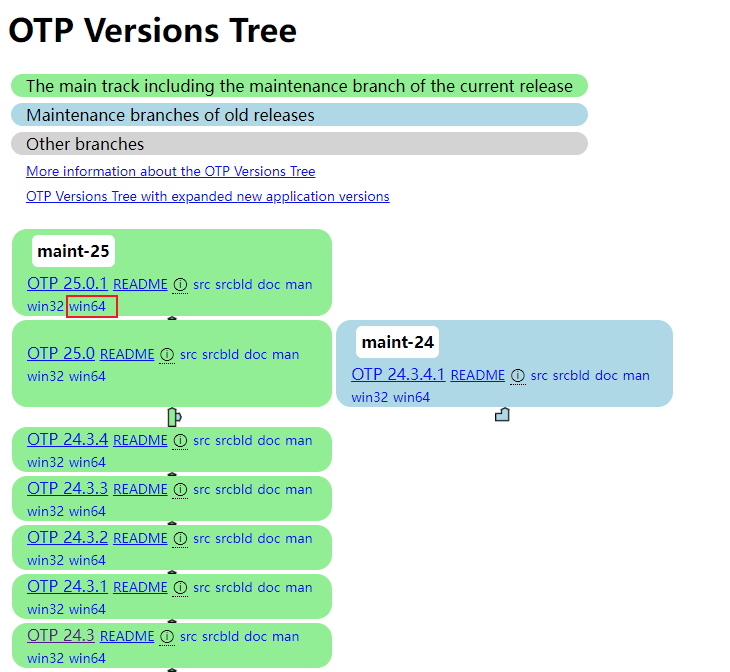 OTP Versions Tree
The main track including the maintenance branch of the current release
Maintenance branches of old releases
Other branches
More information about the OTP Versions Tree
OTP Versions Tree with expanded new application versions
maint-25
OTP 25.0.1 README ⓘ src srcbld doc man
win32 win64
OTP 25.0 README ⓘ src srcbld doc man
win32 win64
maint-24
OTP 24.3.4.1 README ⓘ src srcbld doc man
win32 win64
OTP 24.3.4 README ⓘ src srcbld doc man
win32 win64
OTP 24.3.3 README ⓘ src srcbld doc man
win32 win64
OTP 24.3.2 README ⓘ src srcbld doc man
win32 win64
OTP 24.3.1 README ⓘ src srcbld doc man
win32 win64
OTP 24.3 README ⓘ src srcbld doc man
win32 win64